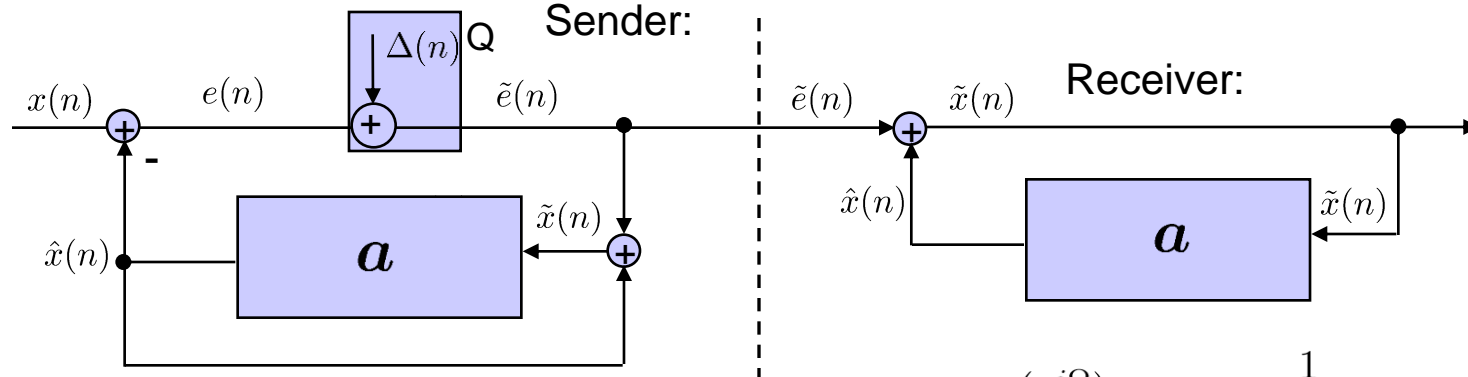 Sender:
Δ(n) Q
x(n) e(n) ẽ(n)
+ +
-
x̃(n)
x̂(n) a +
Receiver:
ẽ(n) x̃(n)
+
x̂(n) x̃(n)
a
1